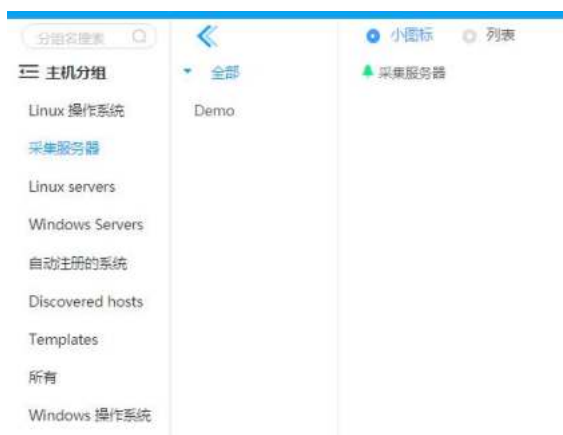 分组名搜索
主机分组
Linux 操作系统
采集服务器
Linux servers
Windows Servers
自动注册的系统
Discovered hosts
Templates
所有
Windows 操作系统
全部
Demo
小图标 列表
采集服务器